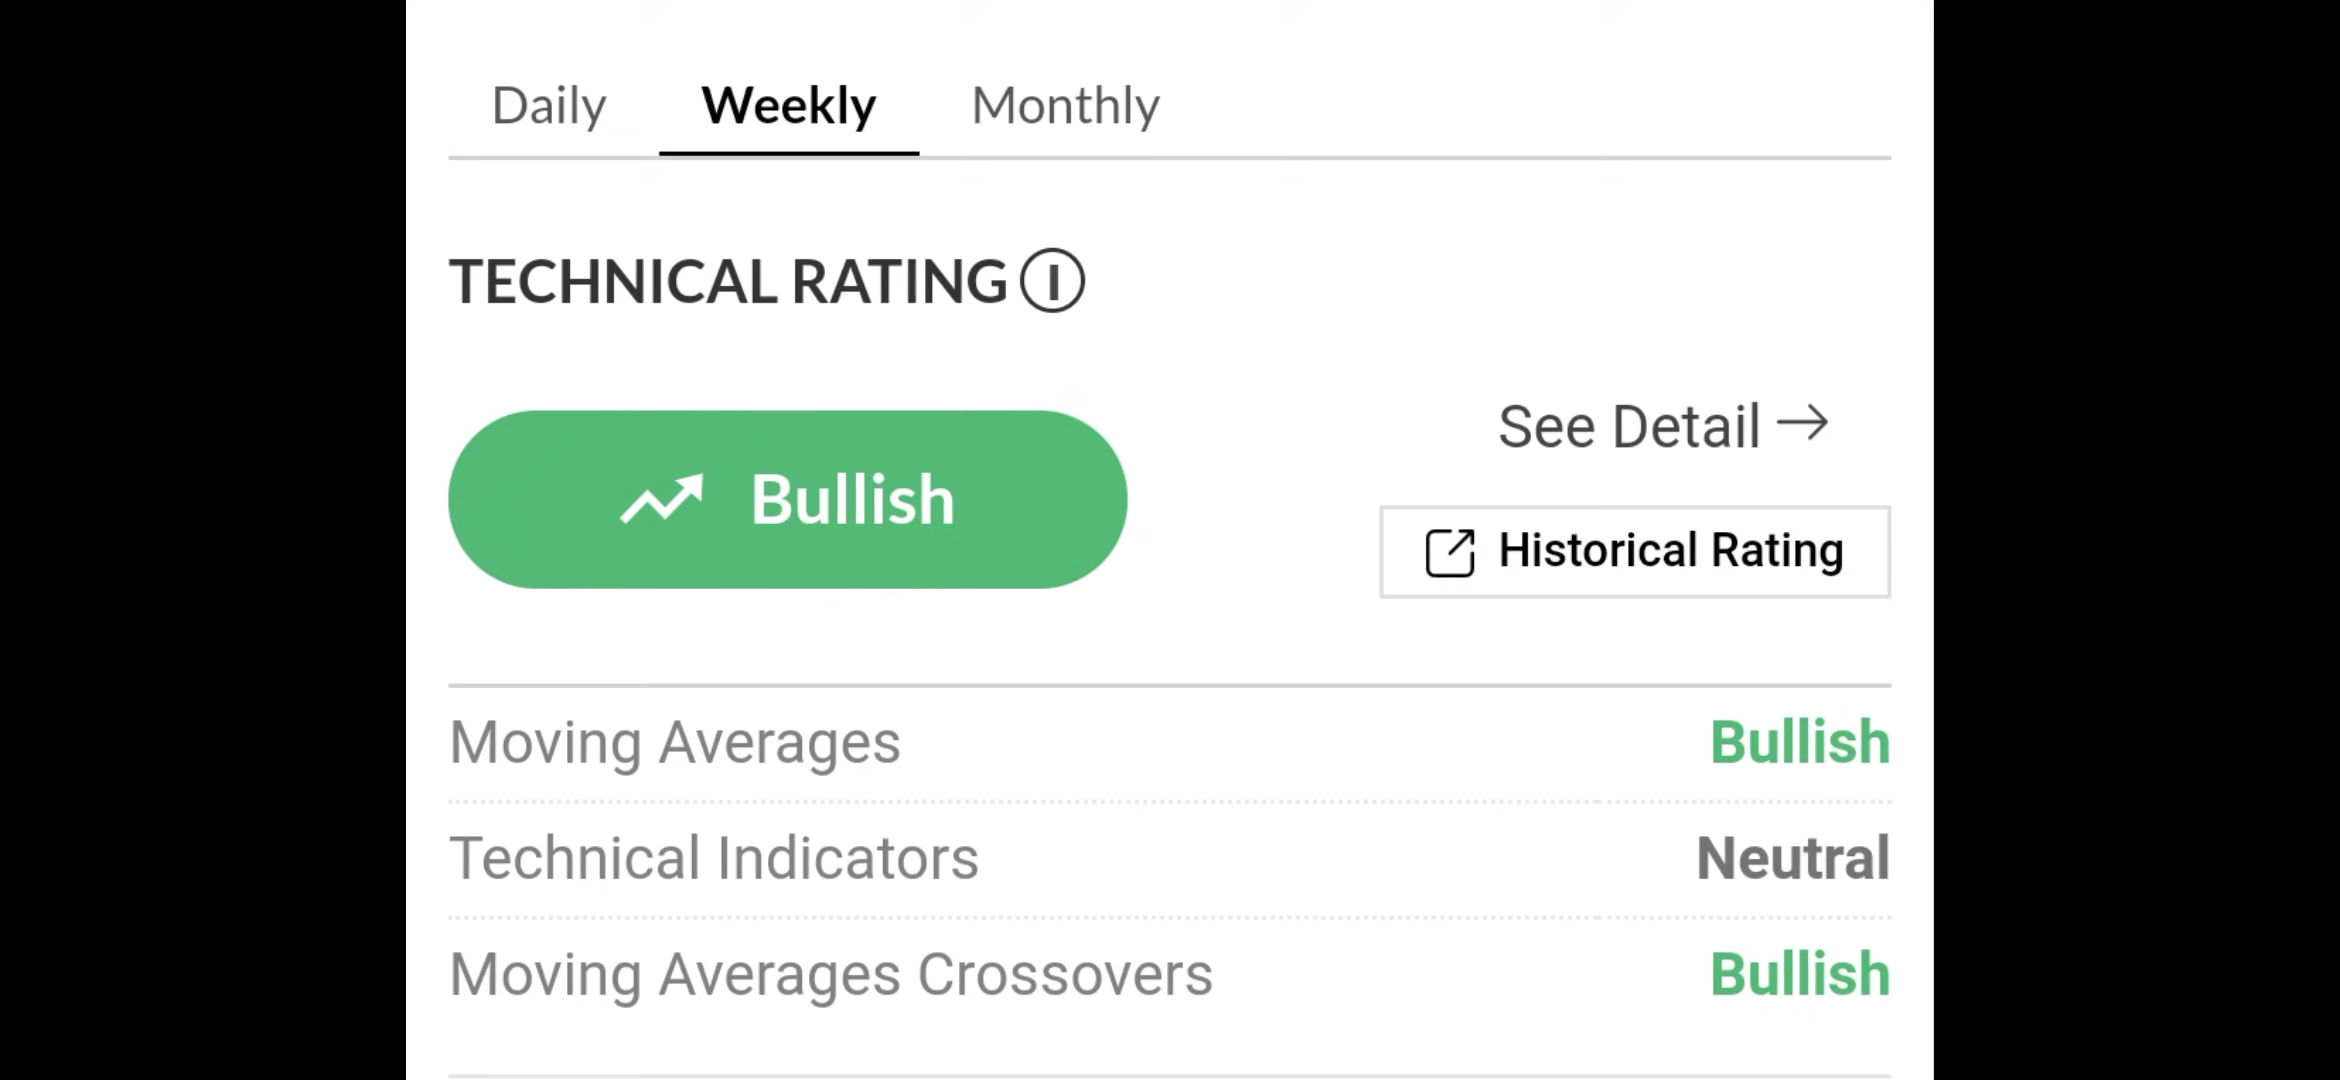 Daily Weekly Monthly
TECHNICAL RATING
Bullish
See Detail →
Historical Rating
Moving Averages Bullish
Technical Indicators Neutral
Moving Averages Crossovers Bullish